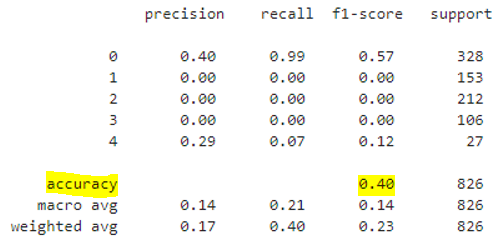 precision recall f1-score support
0 0.40 0.99 0.57 328
1 0.00 0.00 0.00 153
2 0.00 0.00 0.00 212
3 0.00 0.00 0.00 106
4 0.29 0.07 0.12 27
accuracy 0.40 826
macro avg 0.14 0.21 0.14 826
weighted avg 0.17 0.40 0.23 826